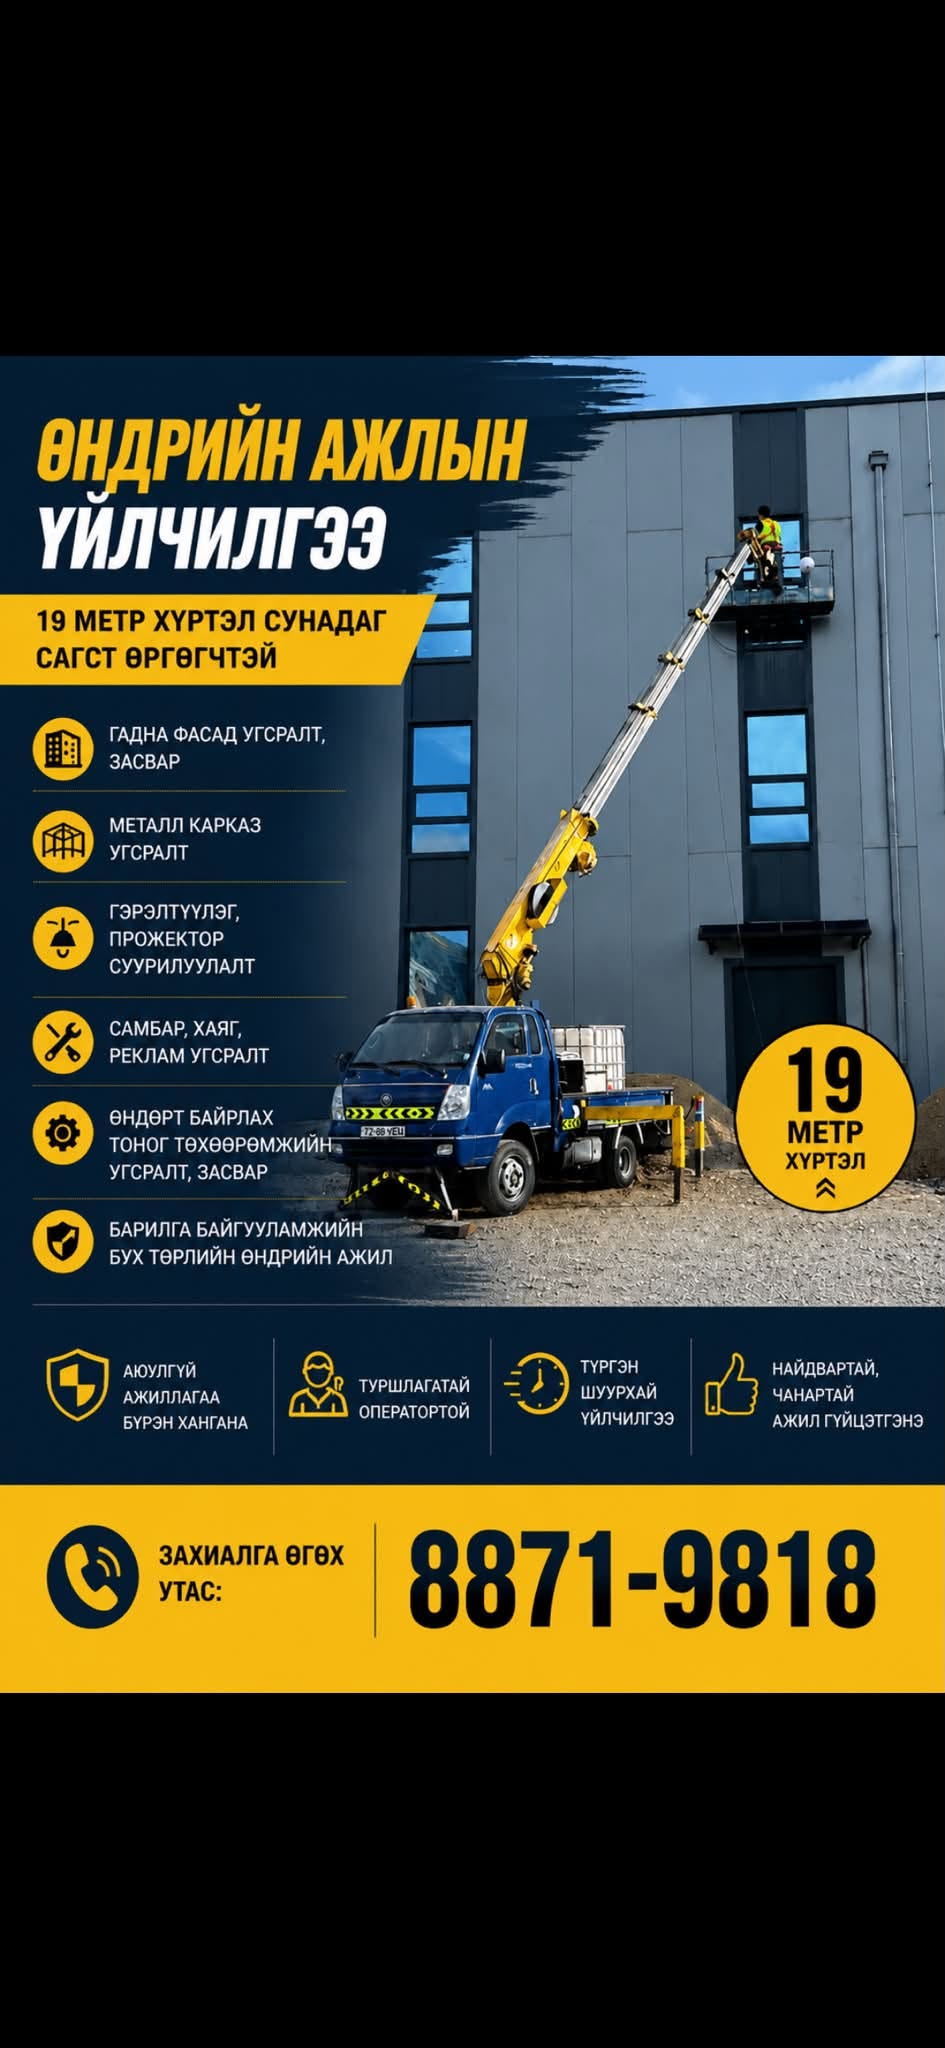 ӨНДРИЙН АЖЛЫН
ҮЙЛЧИЛГЭЭ
19 МЕТР ХҮРТЭЛ СУНАДАГ
САГСТ ӨРГӨГЧТЭЙ
ГАДНА ФАСАД УГСРАЛТ,
ЗАСВАР
МЕТАЛЛ КАРКАЗ
УГСРАЛТ
ГЭРЭЛТҮҮЛЭГ,
ПРОЖЕКТОР
СУУРИЛУУЛАЛТ
САМБАР, ХАЯГ,
РЕКЛАМ УГСРАЛТ
ӨНДӨРТ БАЙРЛАХ
ТОНОГ ТӨХӨӨРӨМЖИЙН
УГСРАЛТ, ЗАСВАР
БАРИЛГА БАЙГУУЛАМЖИЙН
БУХ ТӨРЛИЙН ӨНДРИЙН АЖИЛ
19
МЕТР
ХҮРТЭЛ
АЮУЛГҮЙ
АЖИЛЛАГАА
БҮРЭН ХАНГАНА
ТУРШЛАГАТАЙ
ОПЕРАТОРТОЙ
ТҮРГЭН
ШУУРХАЙ
ҮЙЛЧИЛГЭЭ
НАЙДВАРТАЙ,
ЧАНАРТАЙ
АЖИЛ ГҮЙЦЭТГЭНЭ
ЗАХИАЛГА ӨГӨХ
УТАС:
8871-9818